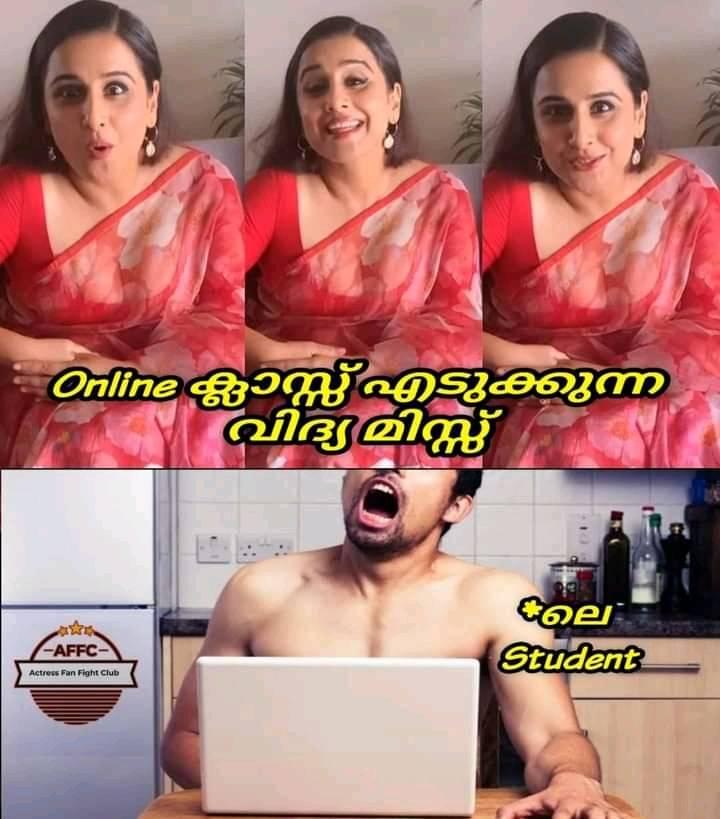 Online ക്ലാസ്സ് എടുക്കുന്ന
വിദ്യ മിസ്സ്
*ലെ
Student
AFFC
Actress Fan Fight Club